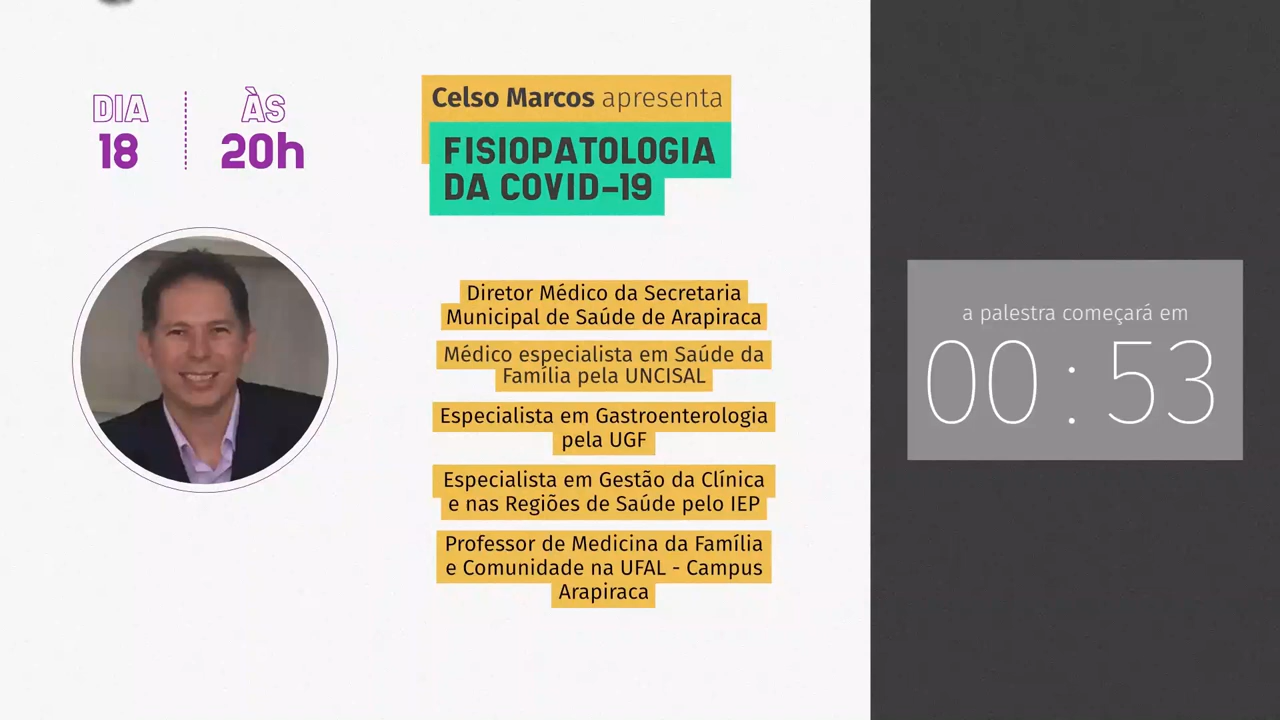 DIA
18
ÀS
20h
Celso Marcos apresenta
FISIOPATOLOGIA
DA COVID-19
Diretor Médico da Secretaria
Municipal de Saúde de Arapiraca
Médico especialista em Saúde da
Família pela UNCISAL
Especialista em Gastroenterologia
pela UGF
Especialista em Gestão da Clínica
e nas Regiões de Saúde pelo IEP
Professor de Medicina da Família
e Comunidade na UFAL - Campus
Arapiraca
a palestra começará em
00 : 53